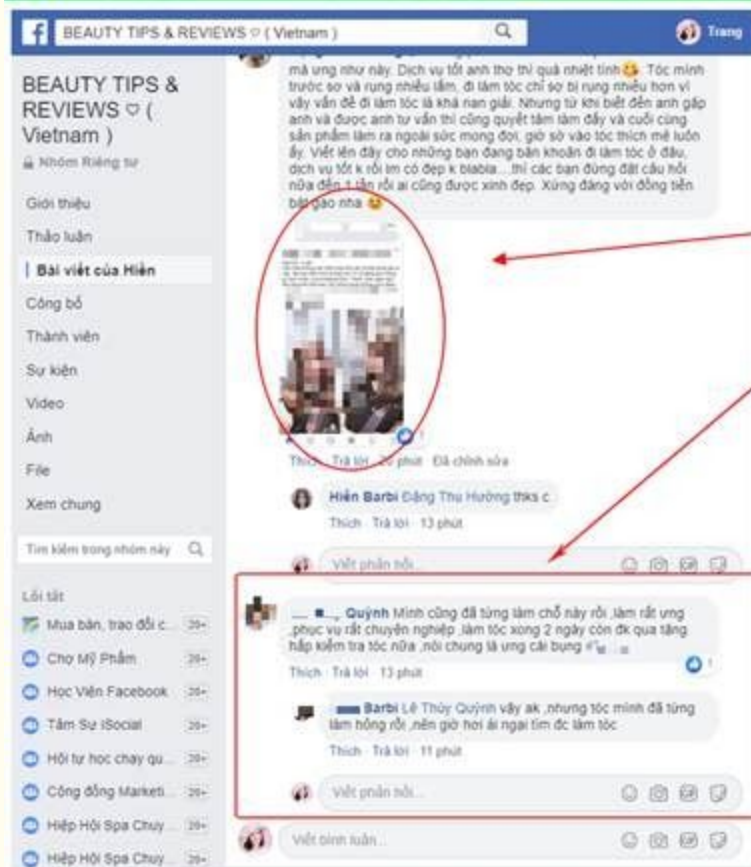 BEAUTY TIPS & REVIEWS ♡ ( Vietnam )
Trang
BEAUTY TIPS &
REVIEWS ♡ (
Vietnam )
Nhóm Riêng tư
Giới thiệu
Thảo luận
Bài viết của Hiền
Công bố
Thành viên
Sự kiện
Video
Ảnh
File
Xem chung
Tìm kiếm trong nhóm này
Lối tắt
Mua bán, trao đổi c... 20+
Chợ Mỹ Phẩm 20+
Học Viện Facebook 20+
Tâm Sự iSocial 20+
Hội tự học chạy qu... 20+
Cộng đồng Marketi... 20+
Hiệp Hội Spa Chuy... 20+
Hiệp Hội Spa Chuy... 20+
mà ưng như này. Dịch vụ tốt anh thợ thì quá nhiệt tình Tóc mình
trước sơ và rụng nhiều lắm, đi làm tóc chỉ sợ bị rụng nhiều hơn vì
vậy vấn đề đi làm tóc là khá nan giải. Nhưng từ khi biết đến anh gặp
anh và được anh tư vấn thì cũng quyết tâm làm đấy và cuối cùng
sản phẩm làm ra ngoài sức mong đợi, giờ sờ vào tóc thích mê luôn
ấy. Viết lên đây cho những bạn đang băn khoăn đi làm tóc ở đâu,
dịch vụ tốt k rồi lm có đẹp k blabla....thì các bạn đừng đặt câu hỏi
nữa đến 1 lần rồi ai cũng được xinh đẹp. Xứng đáng với đồng tiền
bát gạo nha
Thích · Trả lời · 20 phút · Đã chỉnh sửa
Hiền Barbi Đặng Thu Hường thks c
Thích · Trả lời · 13 phút
Viết phản hồi...
Quỳnh Mình cũng đã từng làm chỗ này rồi ,làm rất ưng
,phục vụ rất chuyên nghiệp ,làm tóc xong 2 ngày còn đk qua tặng
hấp kiểm tra tóc nữa ,nói chung là ưng cái bụng
1
Thích · Trả lời · 13 phút
Barbi Lê Thúy Quỳnh vậy ak ,nhưng tóc mình đã từng
làm hỏng rồi ,nên giờ hơi ái ngại tìm đc làm tóc
Thích · Trả lời · 11 phút
Viết phản hồi...
Viết bình luận...